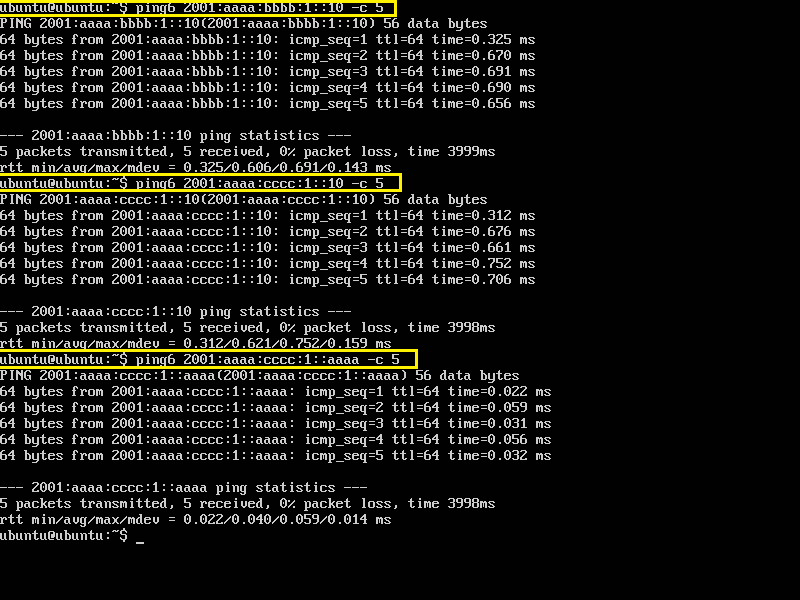 ubuntu@ubuntu:~$ ping6 2001:aaaa:bbbb:1::10 -c 5
PING 2001:aaaa:bbbb:1::10(2001:aaaa:bbbb:1::10) 56 data bytes
64 bytes from 2001:aaaa:bbbb:1::10: icmp_seq=1 ttl=64 time=0.325 ms
64 bytes from 2001:aaaa:bbbb:1::10: icmp_seq=2 ttl=64 time=0.670 ms
64 bytes from 2001:aaaa:bbbb:1::10: icmp_seq=3 ttl=64 time=0.691 ms
64 bytes from 2001:aaaa:bbbb:1::10: icmp_seq=4 ttl=64 time=0.690 ms
64 bytes from 2001:aaaa:bbbb:1::10: icmp_seq=5 ttl=64 time=0.656 ms
--- 2001:aaaa:bbbb:1::10 ping statistics ---
5 packets transmitted, 5 received, 0% packet loss, time 3999ms
rtt min/avg/max/mdev = 0.325/0.606/0.691/0.143 ms
ubuntu@ubuntu:~$ ping6 2001:aaaa:cccc:1::10 -c 5
PING 2001:aaaa:cccc:1::10(2001:aaaa:cccc:1::10) 56 data bytes
64 bytes from 2001:aaaa:cccc:1::10: icmp_seq=1 ttl=64 time=0.312 ms
64 bytes from 2001:aaaa:cccc:1::10: icmp_seq=2 ttl=64 time=0.676 ms
64 bytes from 2001:aaaa:cccc:1::10: icmp_seq=3 ttl=64 time=0.661 ms
64 bytes from 2001:aaaa:cccc:1::10: icmp_seq=4 ttl=64 time=0.752 ms
64 bytes from 2001:aaaa:cccc:1::10: icmp_seq=5 ttl=64 time=0.706 ms
--- 2001:aaaa:cccc:1::10 ping statistics ---
5 packets transmitted, 5 received, 0% packet loss, time 3998ms
rtt min/avg/max/mdev = 0.312/0.621/0.752/0.159 ms
ubuntu@ubuntu:~$ ping6 2001:aaaa:cccc:1::aaaa -c 5
PING 2001:aaaa:cccc:1::aaaa(2001:aaaa:cccc:1::aaaa) 56 data bytes
64 bytes from 2001:aaaa:cccc:1::aaaa: icmp_seq=1 ttl=64 time=0.022 ms
64 bytes from 2001:aaaa:cccc:1::aaaa: icmp_seq=2 ttl=64 time=0.059 ms
64 bytes from 2001:aaaa:cccc:1::aaaa: icmp_seq=3 ttl=64 time=0.031 ms
64 bytes from 2001:aaaa:cccc:1::aaaa: icmp_seq=4 ttl=64 time=0.056 ms
64 bytes from 2001:aaaa:cccc:1::aaaa: icmp_seq=5 ttl=64 time=0.032 ms
--- 2001:aaaa:cccc:1::aaaa ping statistics ---
5 packets transmitted, 5 received, 0% packet loss, time 3998ms
rtt min/avg/max/mdev = 0.022/0.040/0.059/0.014 ms
ubuntu@ubuntu:~$ _